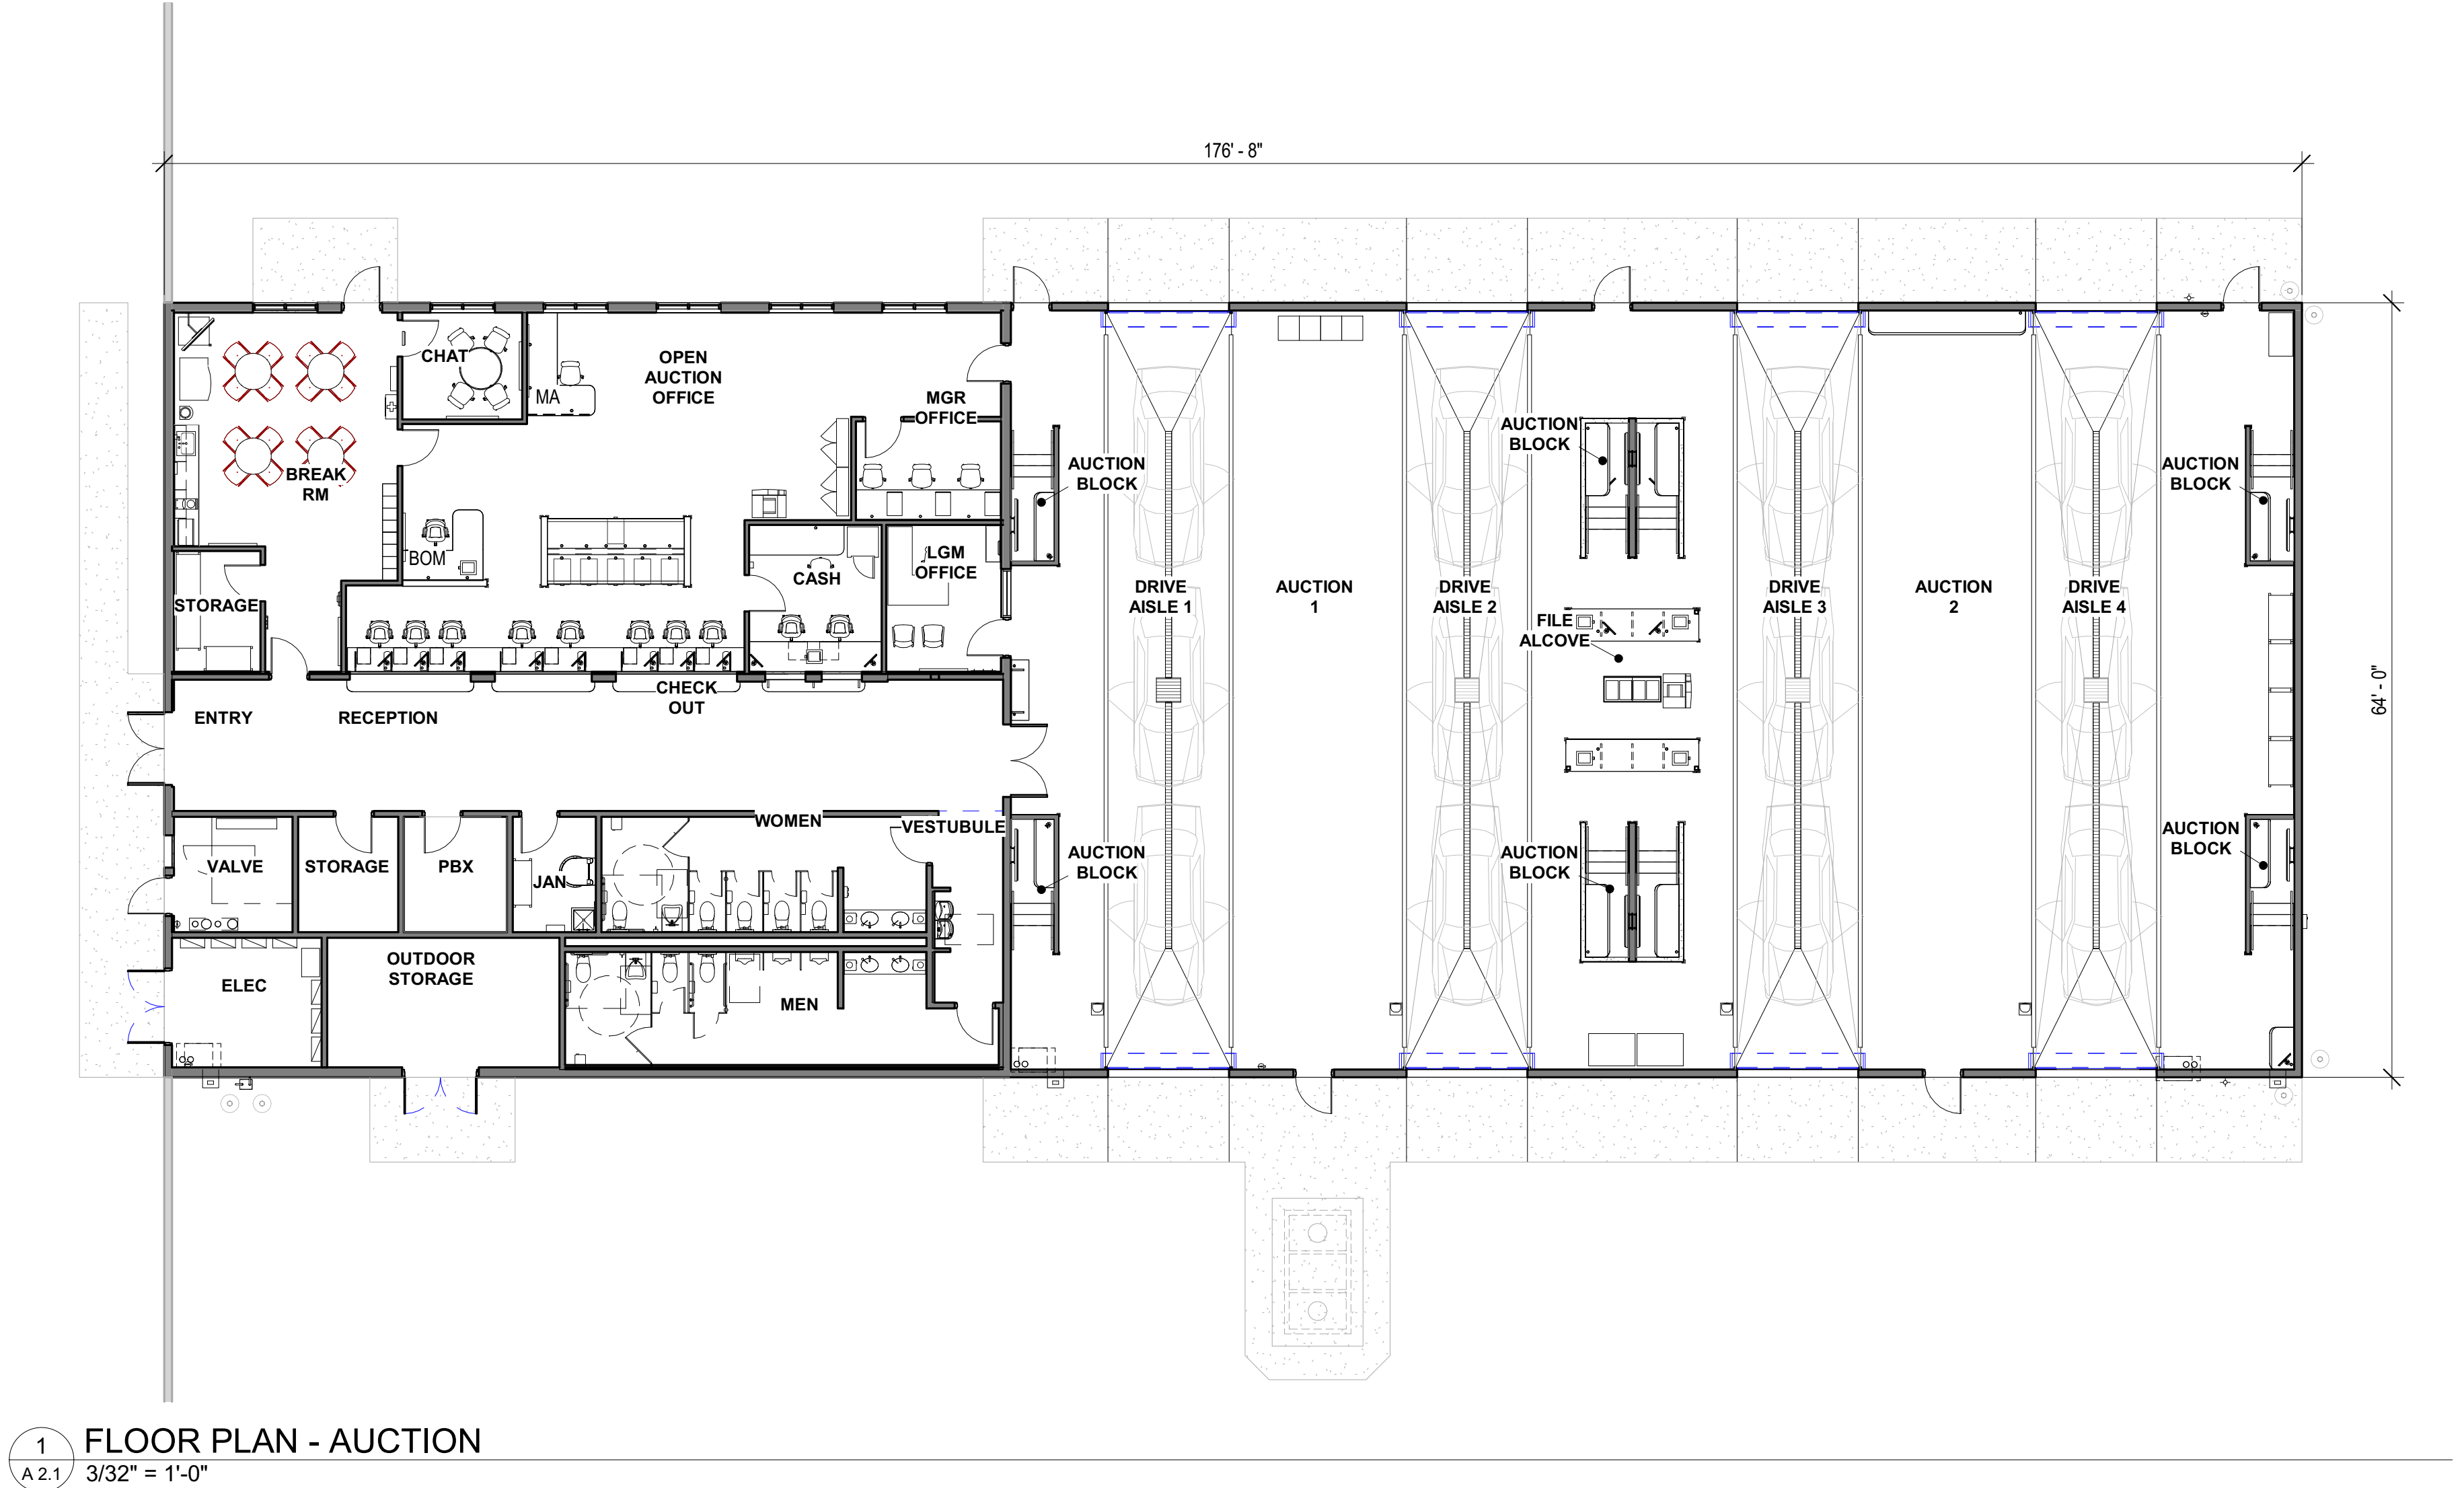 176' - 8"
CHAT
OPEN
AUCTION
OFFICE
MA
MGR
OFFICE
BREAK
RM
AUCTION
BLOCK
AUCTION
BLOCK
AUCTION
BLOCK
BOM
CASH
LGM
OFFICE
STORAGE
DRIVE
AISLE 1
AUCTION
1
DRIVE
AISLE 2
FILE
ALCOVE
DRIVE
AISLE 3
AUCTION
2
DRIVE
AISLE 4
64' - 0"
ENTRY
RECEPTION
CHECK
OUT
WOMEN
VESTUBULE
VALVE
STORAGE
PBX
JAN
AUCTION
BLOCK
AUCTION
BLOCK
AUCTION
BLOCK
ELEC
OUTDOOR
STORAGE
MEN
1
A 2.1
FLOOR PLAN - AUCTION
3/32" = 1'-0"